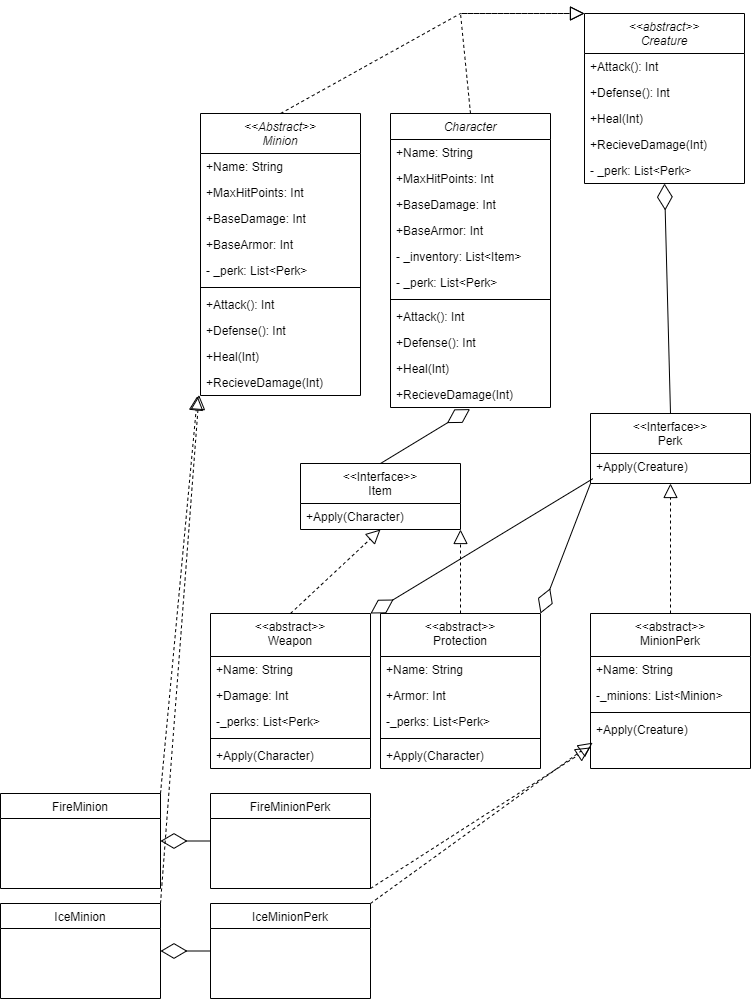 <<abstract>>
Creature
+Attack(): Int
+Defense(): Int
+Heal(Int)
+RecieveDamage(Int)
- _perk: List<Perk>
<<Abstract>>
Minion
+Name: String
+MaxHitPoints: Int
+BaseDamage: Int
+BaseArmor: Int
- _perk: List<Perk>
+Attack(): Int
+Defense(): Int
+Heal(Int)
+RecieveDamage(Int)
Character
+Name: String
+MaxHitPoints: Int
+BaseDamage: Int
+BaseArmor: Int
- _inventory: List<Item>
- _perk: List<Perk>
+Attack(): Int
+Defense(): Int
+Heal(Int)
+RecieveDamage(Int)
<<Interface>>
Perk
+Apply(Creature)
<<Interface>>
Item
+Apply(Character)
<<abstract>>
Weapon
+Name: String
+Damage: Int
-_perks: List<Perk>
+Apply(Character)
<<abstract>>
Protection
+Name: String
+Armor: Int
-_perks: List<Perk>
+Apply(Character)
<<abstract>>
MinionPerk
+Name: String
-_minions: List<Minion>
+Apply(Creature)
FireMinion
FireMinionPerk
IceMinion
IceMinionPerk